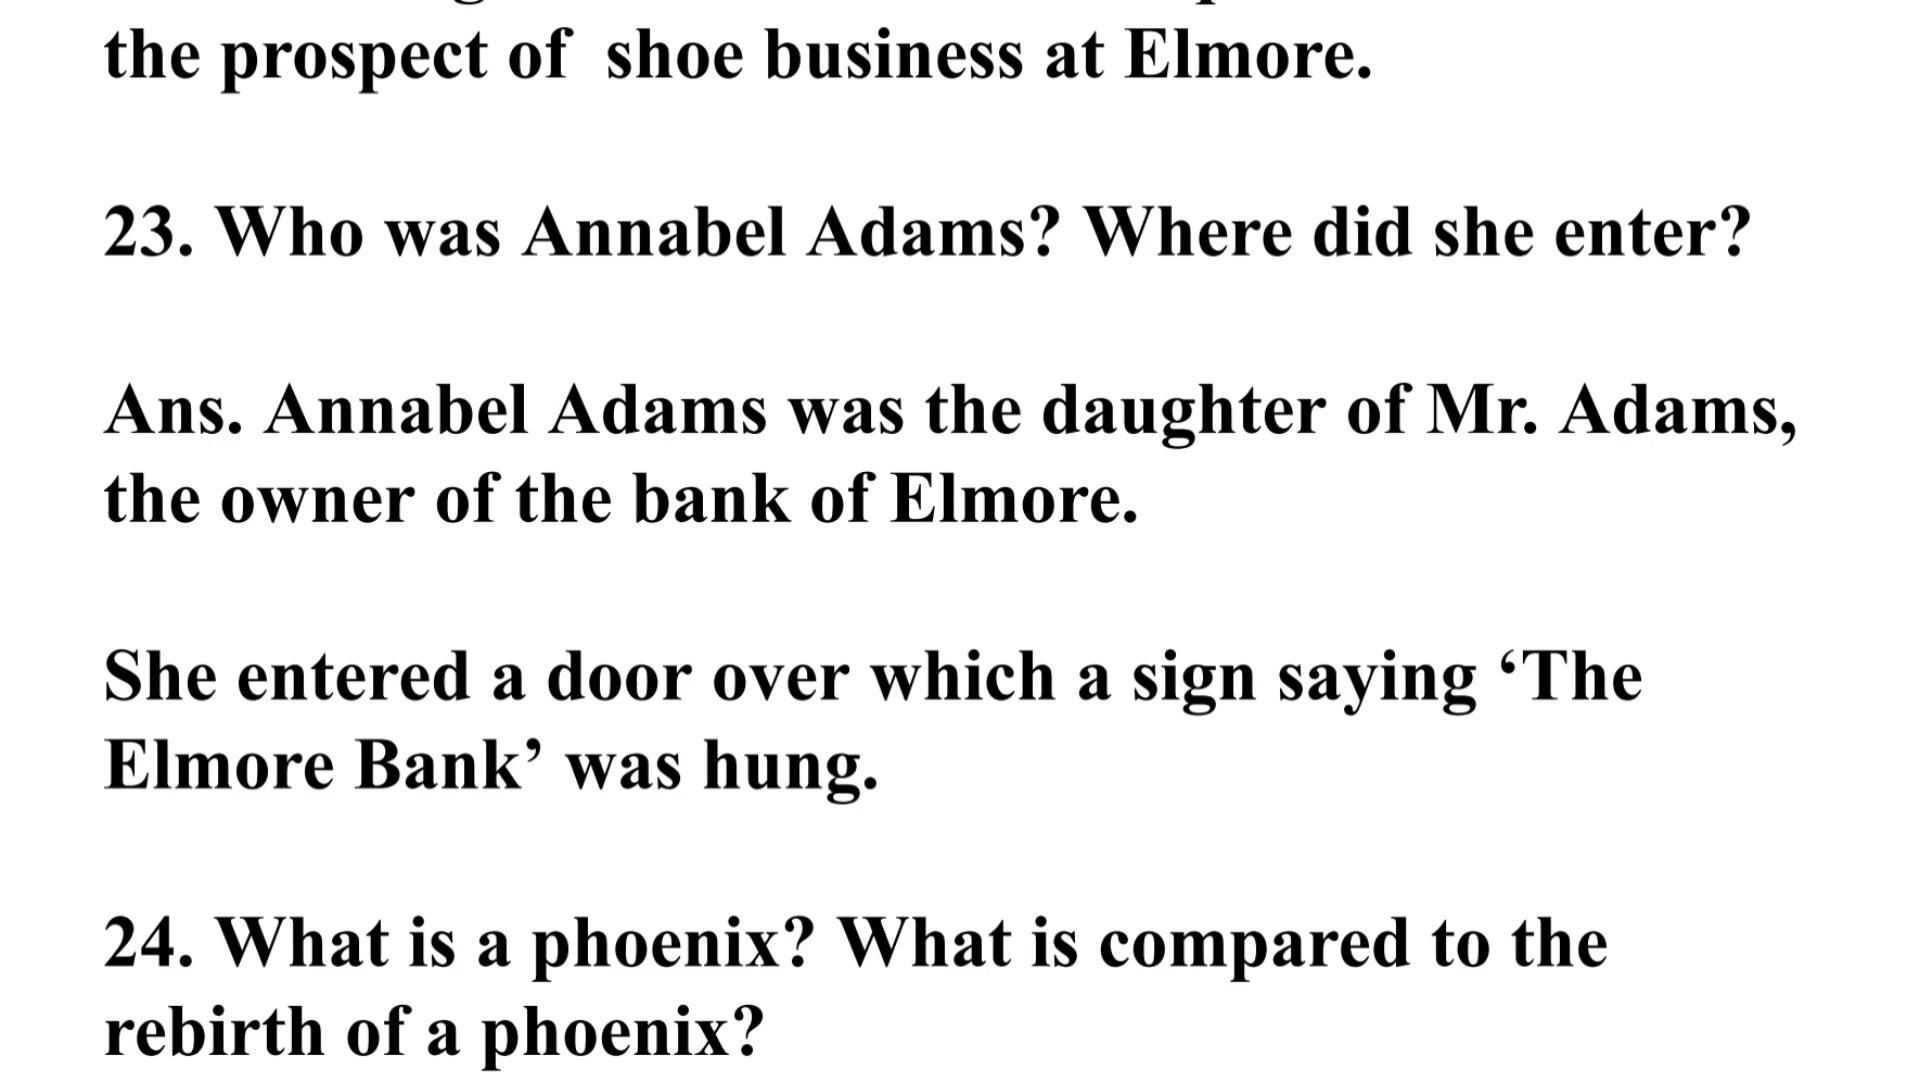 the prospect of  shoe business at Elmore.
23. Who was Annabel Adams? Where did she enter?
Ans. Annabel Adams was the daughter of Mr. Adams,
the owner of the bank of Elmore.
She entered a door over which a sign saying ‘The
Elmore Bank’ was hung.
24. What is a phoenix? What is compared to the
rebirth of a phoenix?